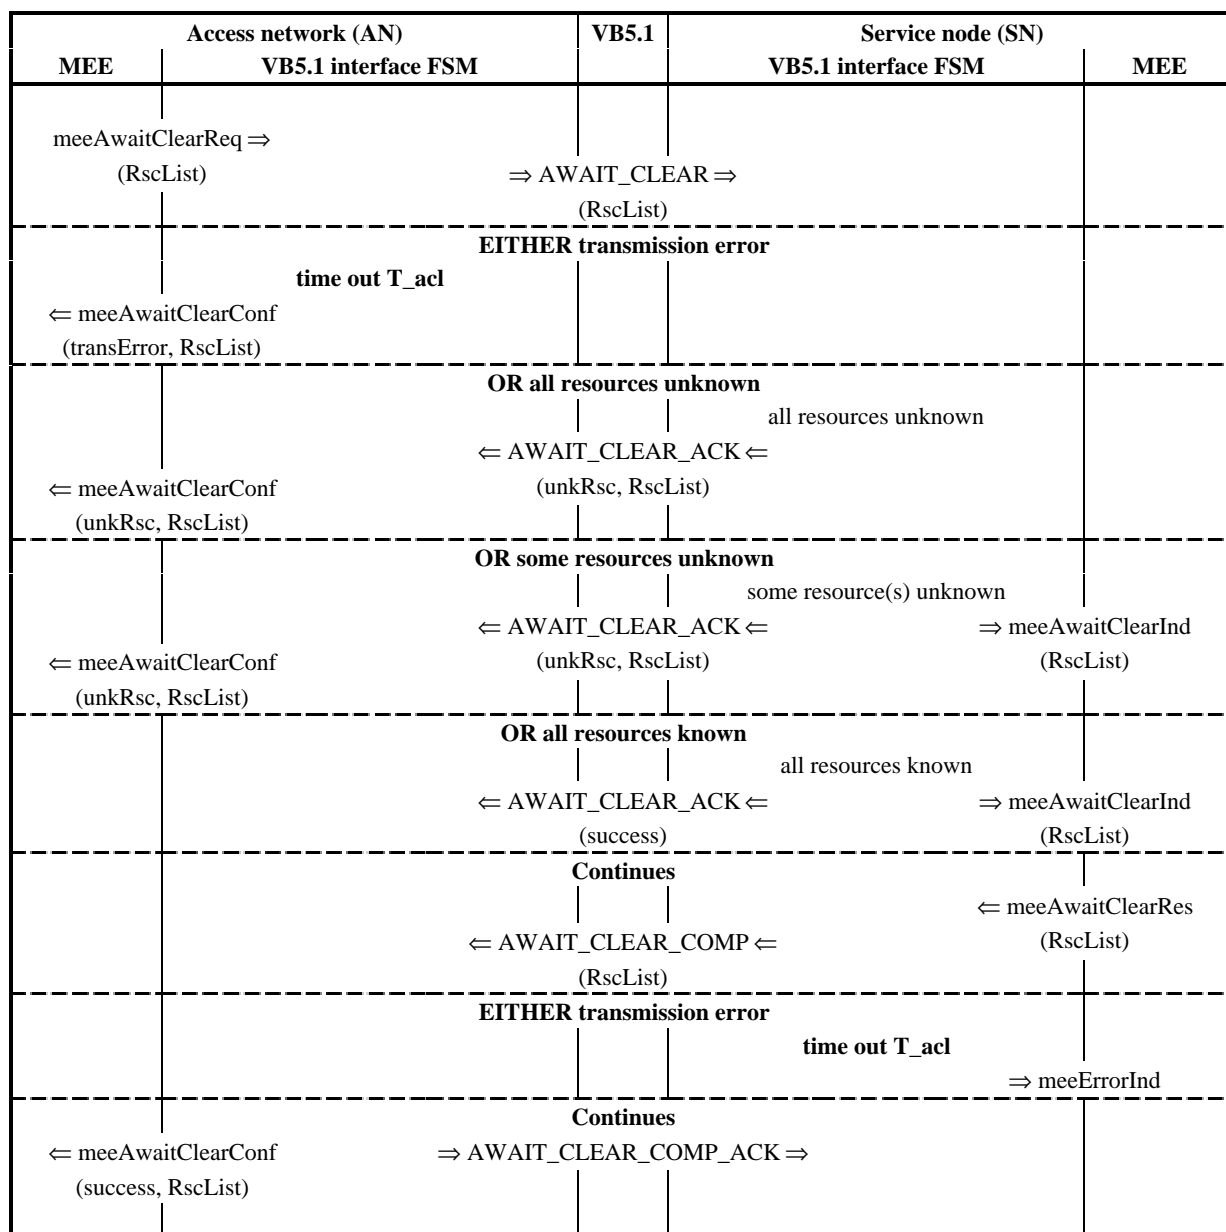 Access network (AN) VB5.1 Service node (SN)
MEE VB5.1 interface FSM VB5.1 interface FSM MEE
meeAwaitClearReq ⇒
(RscList) ⇒ AWAIT_CLEAR ⇒
(RscList)
EITHER transmission error
time out T_acl
⇐ meeAwaitClearConf
(transError, RscList)
OR all resources unknown
all resources unknown
⇐ AWAIT_CLEAR_ACK ⇐
⇐ meeAwaitClearConf (unkRsc, RscList)
(unkRsc, RscList)
OR some resources unknown
some resource(s) unknown
⇐ AWAIT_CLEAR_ACK ⇐ ⇒ meeAwaitClearInd
⇐ meeAwaitClearConf (unkRsc, RscList) (RscList)
(unkRsc, RscList)
OR all resources known
all resources known
⇐ AWAIT_CLEAR_ACK ⇐ ⇒ meeAwaitClearInd
(success) (RscList)
Continues
⇐ meeAwaitClearRes
⇐ AWAIT_CLEAR_COMP ⇐ (RscList)
(RscList)
EITHER transmission error
time out T_acl
⇒ meeErrorInd
Continues
⇐ meeAwaitClearConf ⇒ AWAIT_CLEAR_COMP_ACK ⇒
(success, RscList)